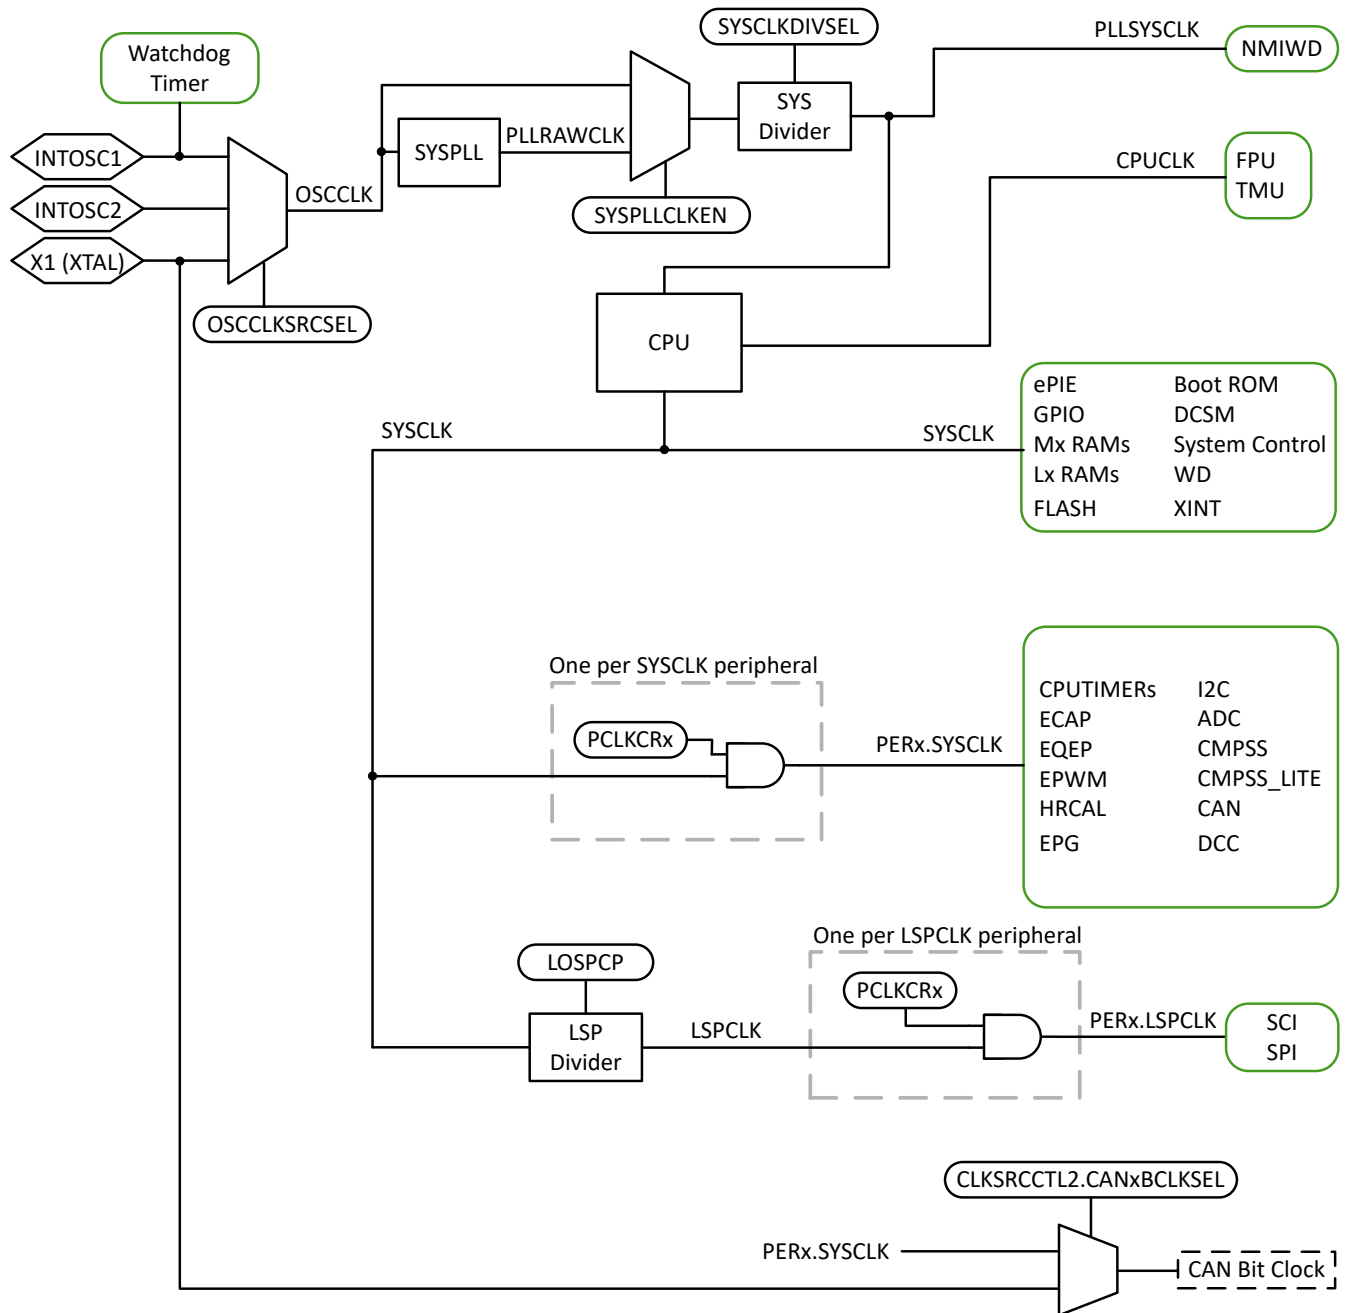 SYSCLKDIVSEL
PLLSYSCLK
NMIWD
Watchdog
Timer
SYS
Divider
INTOSC1
SYSPLL
PLLRAWCLK
CPUCLK
FPU
TMU
OSCCLK
INTOSC2
SYSPLLCLKEN
X1 (XTAL)
OSCCLKSRCSEL
CPU
ePIE
Boot ROM
GPIO
DCSM
SYSCLK
SYSCLK
Mx RAMs
System Control
Lx RAMs
WD
FLASH
XINT
One per SYSCLK peripheral
PCLKCRx
PERx.SYSCLK
CPUTIMERs
I2C
ECAP
ADC
EQEP
CMPSS
EPWM
CMPSS_LITE
HRCAL
CAN
EPG
DCC
One per LSPCLK peripheral
LOSPCP
PCLKCRx
LSP
Divider
LSPCLK
PERx.LSPCLK
SCI
SPI
CLKSRCCTL2.CANxBCLKSEL
PERx.SYSCLK
CAN Bit Clock